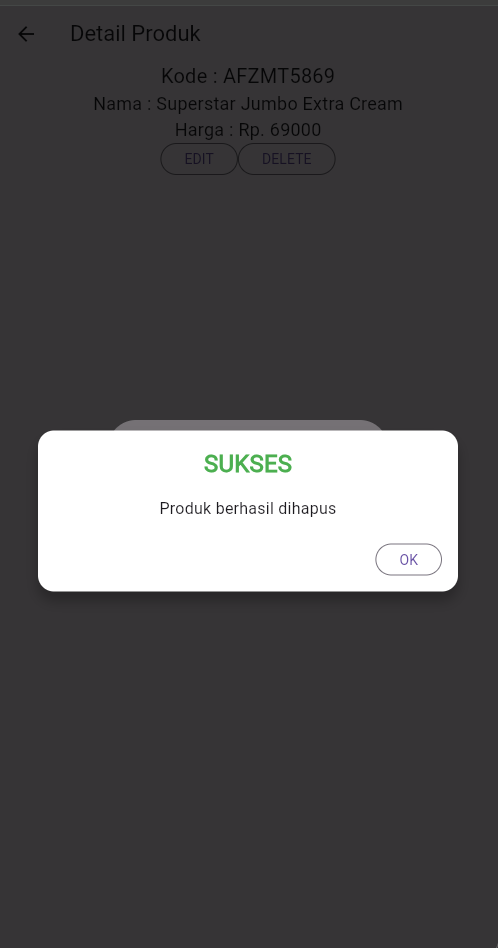 Detail Produk
Kode : AFZMT5869
Nama : Superstar Jumbo Extra Cream
Harga : Rp. 69000
EDIT DELETE
SUKSES
Produk berhasil dihapus
OK